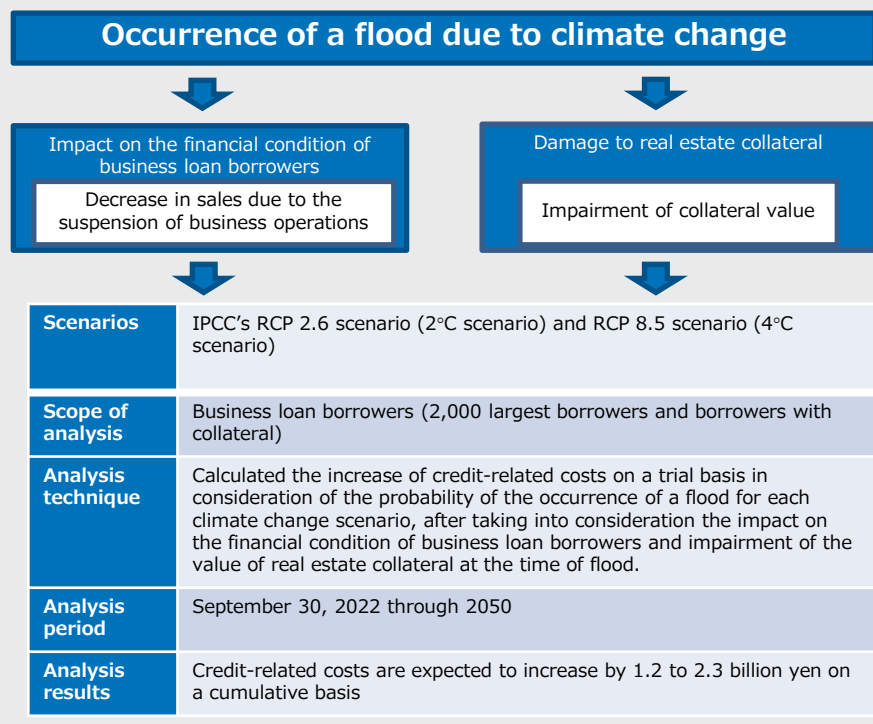 Occurrence of a flood due to climate change
Impact on the financial condition of
business loan borrowers
Decrease in sales due to the
suspension of business operations
Damage to real estate collateral
Impairment of collateral value
Scenarios
IPCC's RCP 2.6 scenario (2°C scenario) and RCP 8.5 scenario (4°C
scenario)
Scope of
analysis
Business loan borrowers (2,000 largest borrowers and borrowers with
collateral)
Analysis
technique
Calculated the increase of credit-related costs on a trial basis in
consideration of the probability of the occurrence of a flood for each
climate change scenario, after taking into consideration the impact on
the financial condition of business loan borrowers and impairment of the
value of real estate collateral at the time of flood.
Analysis
period
September 30, 2022 through 2050
Analysis
results
Credit-related costs are expected to increase by 1.2 to 2.3 billion yen on
a cumulative basis